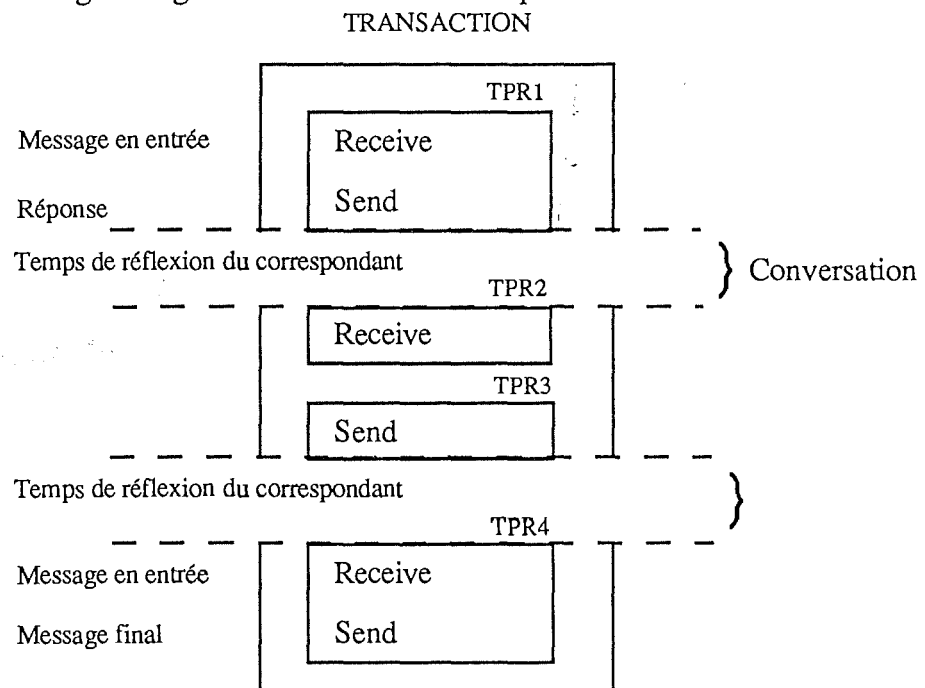 TRANSACTION
TPR1
Message en entrée
Receive
Réponse
Send
Temps de réflexion du correspondant
Conversation
TPR2
Receive
TPR3
Send
Temps de réflexion du correspondant
TPR4
Message en entrée
Receive
Message final
Send